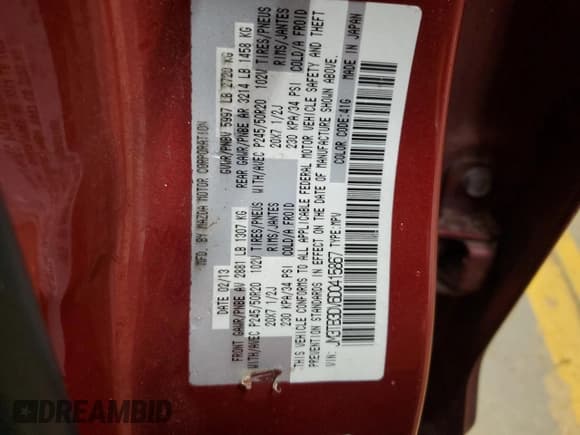 MFD. BY MAZDA MOTOR CORPORATION
DATE 02/13 GVWR/PNBV 5997 LB 2720 KG
FRONT GAWR/PNBE AV 2881 LB 1307 KG REAR GAWR/PNBE AR 3214 LB 1458 KG
WITH/AVEC P245/50R20 102V TIRES/PNEUS WITH/AVEC P245/50R20 102V TIRES/PNEUS
20X7 1/2J RIMS/JANTES 20X7 1/2J RIMS/JANTES
230 KPA/34 PSI COLD/A FROID 230 KPA/34 PSI COLD/A FROID
THIS VEHICLE CONFORMS TO ALL APPLICABLE FEDERAL MOTOR VEHICLE SAFETY AND THEFT
PREVENTION STANDARDS IN EFFECT ON THE DATE OF MANUFACTURE SHOWN ABOVE.
VIN: JM3TB3DV6D0415867 TYPE:MPV COLOR CODE:41G MADE IN JAPAN
DREAMBID